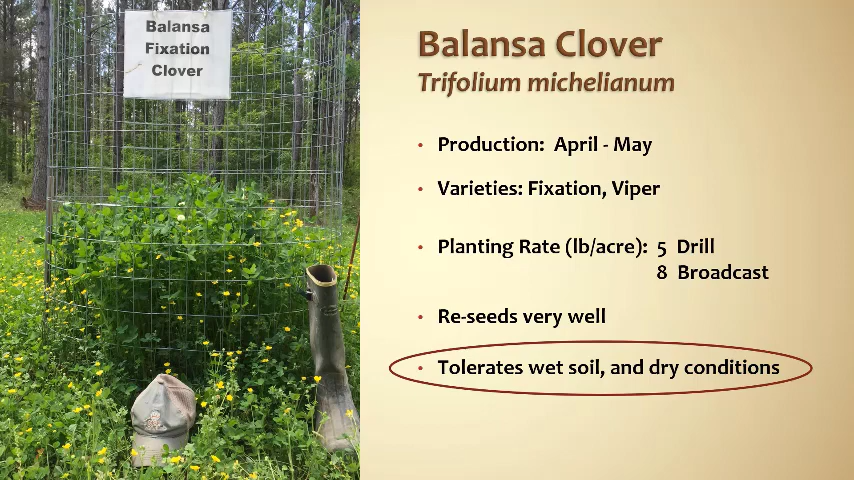 Balansa
Fixation
Clover
Balansa Clover
Trifolium michelianum
• Production: April - May
• Varieties: Fixation, Viper
• Planting Rate (lb/acre): 5 Drill
8 Broadcast
• Re-seeds very well
• Tolerates wet soil, and dry conditions